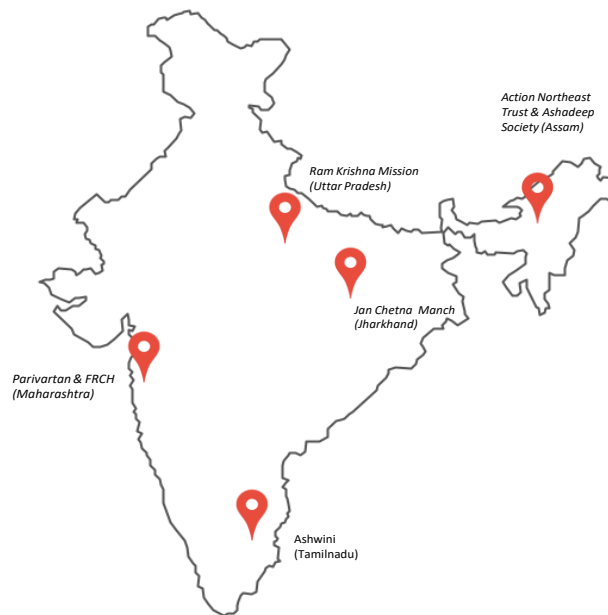 Action Northeast
Trust & Ashadeep
Society (Assam)
Ram Krishna Mission
(Uttar Pradesh)
Jan Chetna Manch
(Jharkhand)
Parivartan & FRCH
(Maharashtra)
Ashwini
(Tamilnadu)